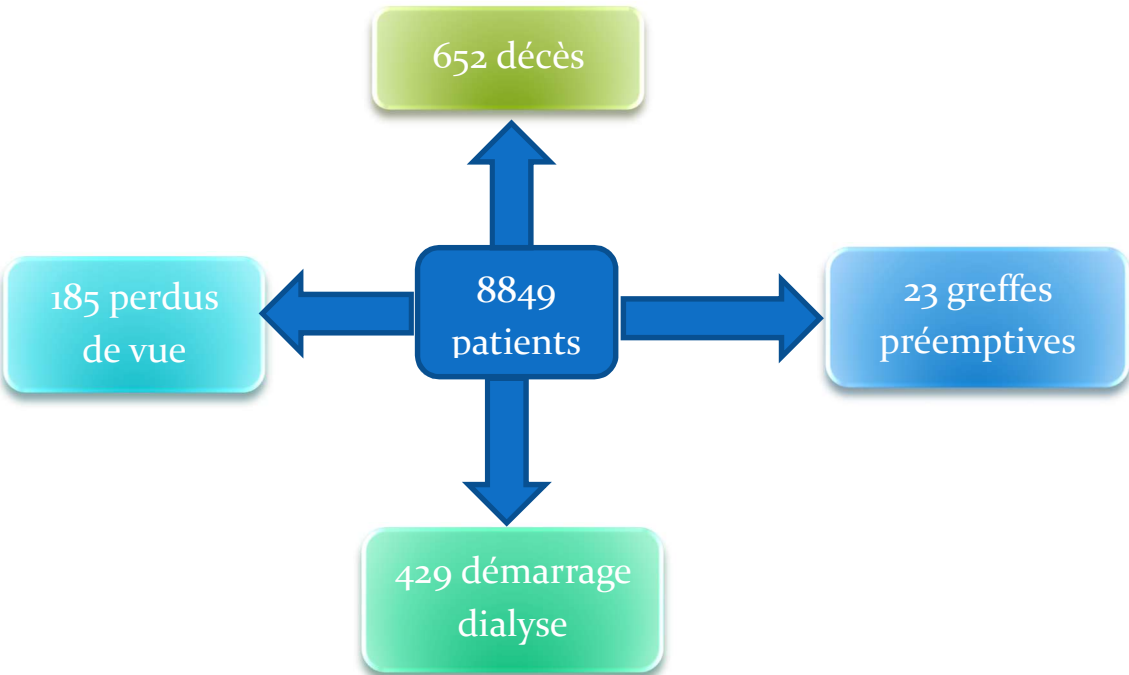 652 décès
185 perdus
de vue
8849
patients
23 greffes
préemptives
429 démarrage
dialyse